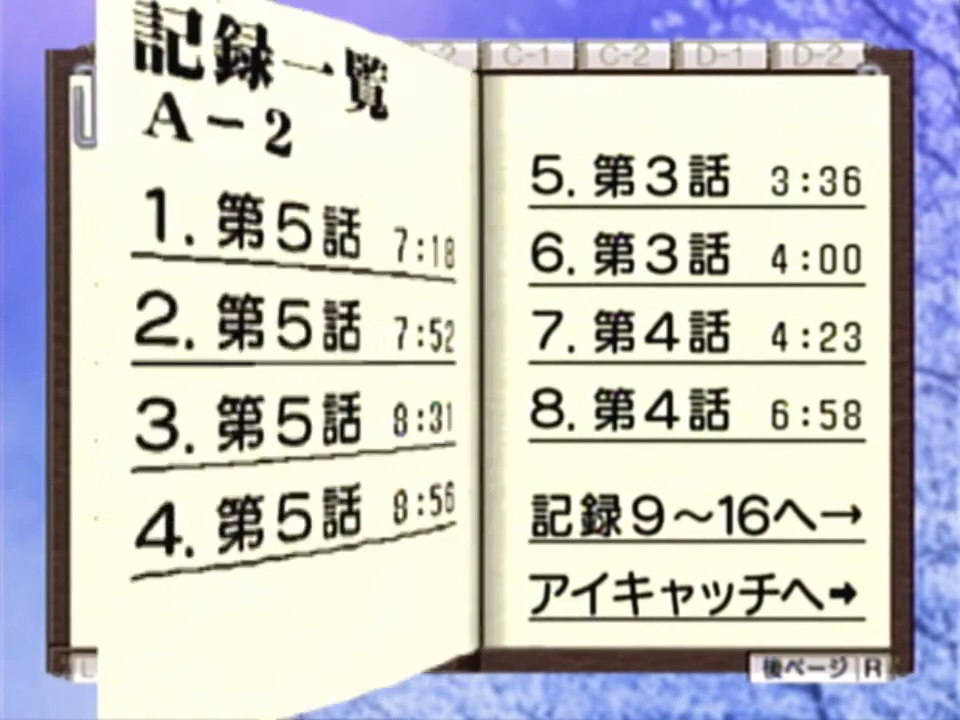 記録一覧
A-2
1. 第5話 7:18
2. 第5話 7:52
3. 第5話 8:31
4. 第5話 8:56
C-1 C-2 D-1 D-2
5. 第3話 3:36
6. 第3話 4:00
7. 第4話 4:23
8. 第4話 6:58
記録9～16へ→
アイキャッチへ➡
後ページ R